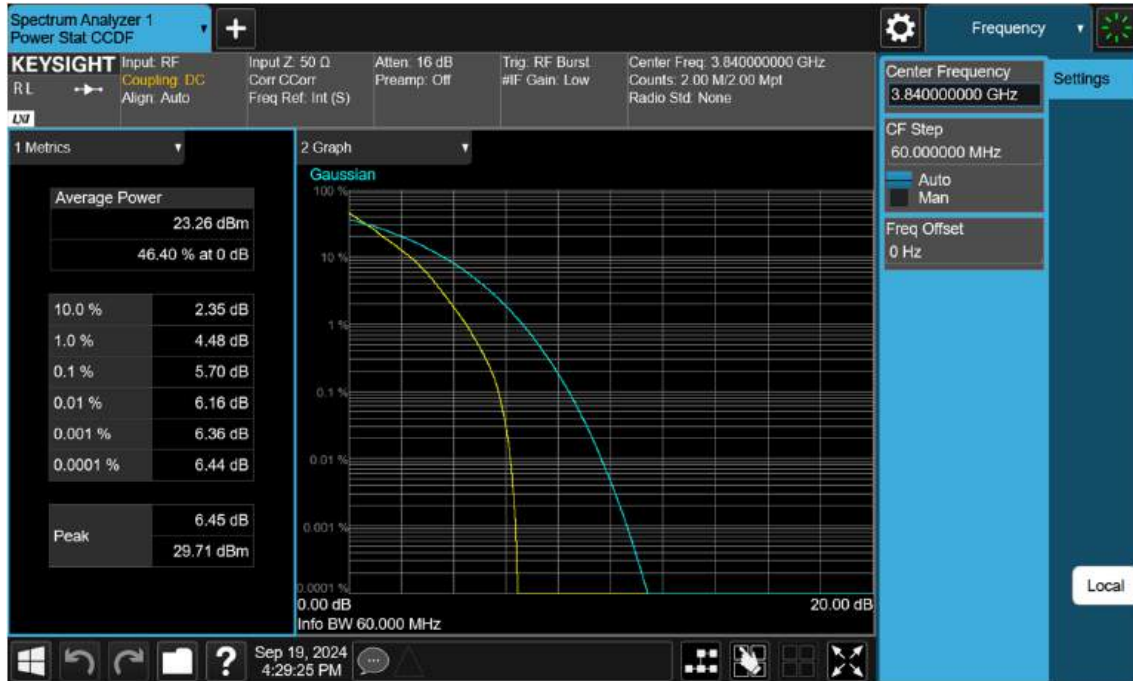 Spectrum Analyzer 1
Power Stat CCDF
Frequency
KEYSIGHT
RL
LXI
Input: RF
Coupling: DC
Align: Auto
Input Z: 50 Ω
Corr CCorr
Freq Ref: Int (S)
Atten: 16 dB
Preamp: Off
Trig: RF Burst
#IF Gain: Low
Center Freq: 3.840000000 GHz
Counts: 2.00 M/2.00 Mpt
Radio Std: None
Center Frequency
3.840000000 GHz
Settings
CF Step
60.000000 MHz
Auto
Man
Freq Offset
0 Hz
Local
1 Metrics
Average Power
23.26 dBm
46.40 % at 0 dB
10.0 % 2.35 dB
1.0 % 4.48 dB
0.1 % 5.70 dB
0.01 % 6.16 dB
0.001 % 6.36 dB
0.0001 % 6.44 dB
Peak
6.45 dB
29.71 dBm
2 Graph
Gaussian
100 %
10 %
1 %
0.1 %
0.01 %
0.001 %
0.0001 %
0.00 dB 20.00 dB
Info BW 60.000 MHz
?
Sep 19, 2024
4:29:25 PM